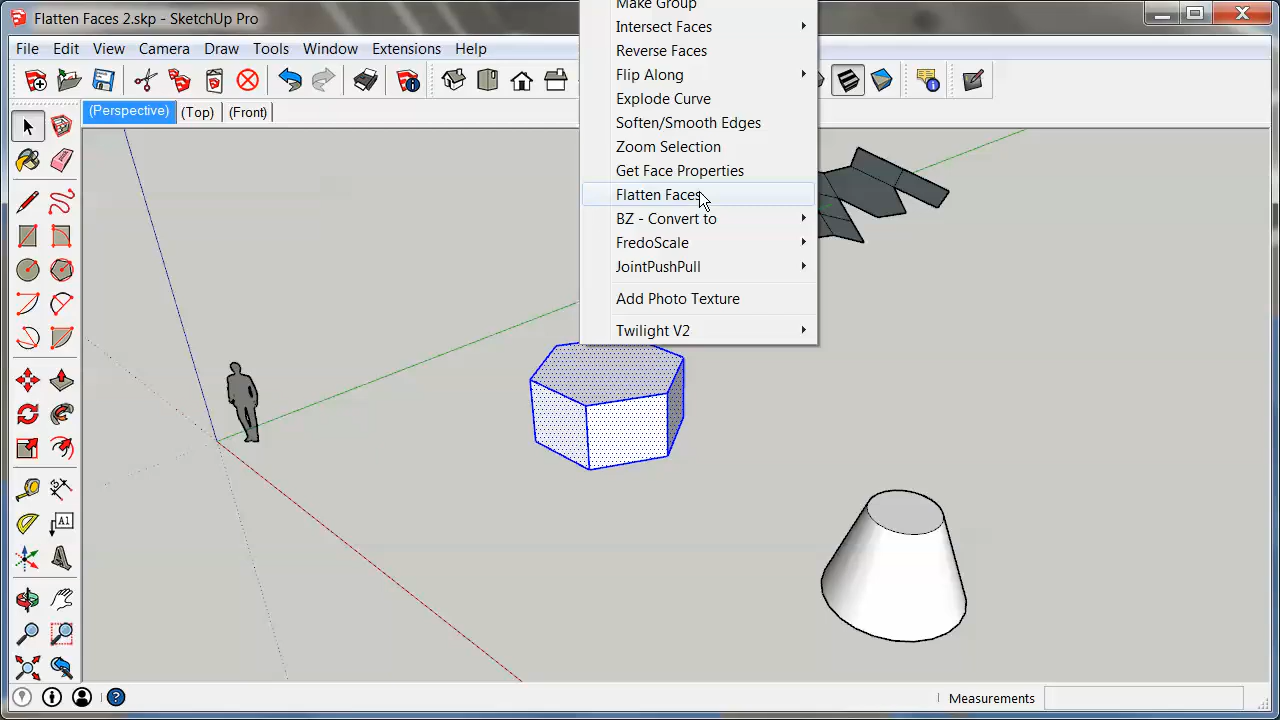 Flatten Faces 2.skp - SketchUp Pro
File Edit View Camera Draw Tools Window Extensions Help
(Perspective) (Top) (Front)
Make Group
Intersect Faces
Reverse Faces
Flip Along
Explode Curve
Soften/Smooth Edges
Zoom Selection
Get Face Properties
Flatten Faces
BZ - Convert to
FredoScale
JointPushPull
Add Photo Texture
Twilight V2
A1
Measurements